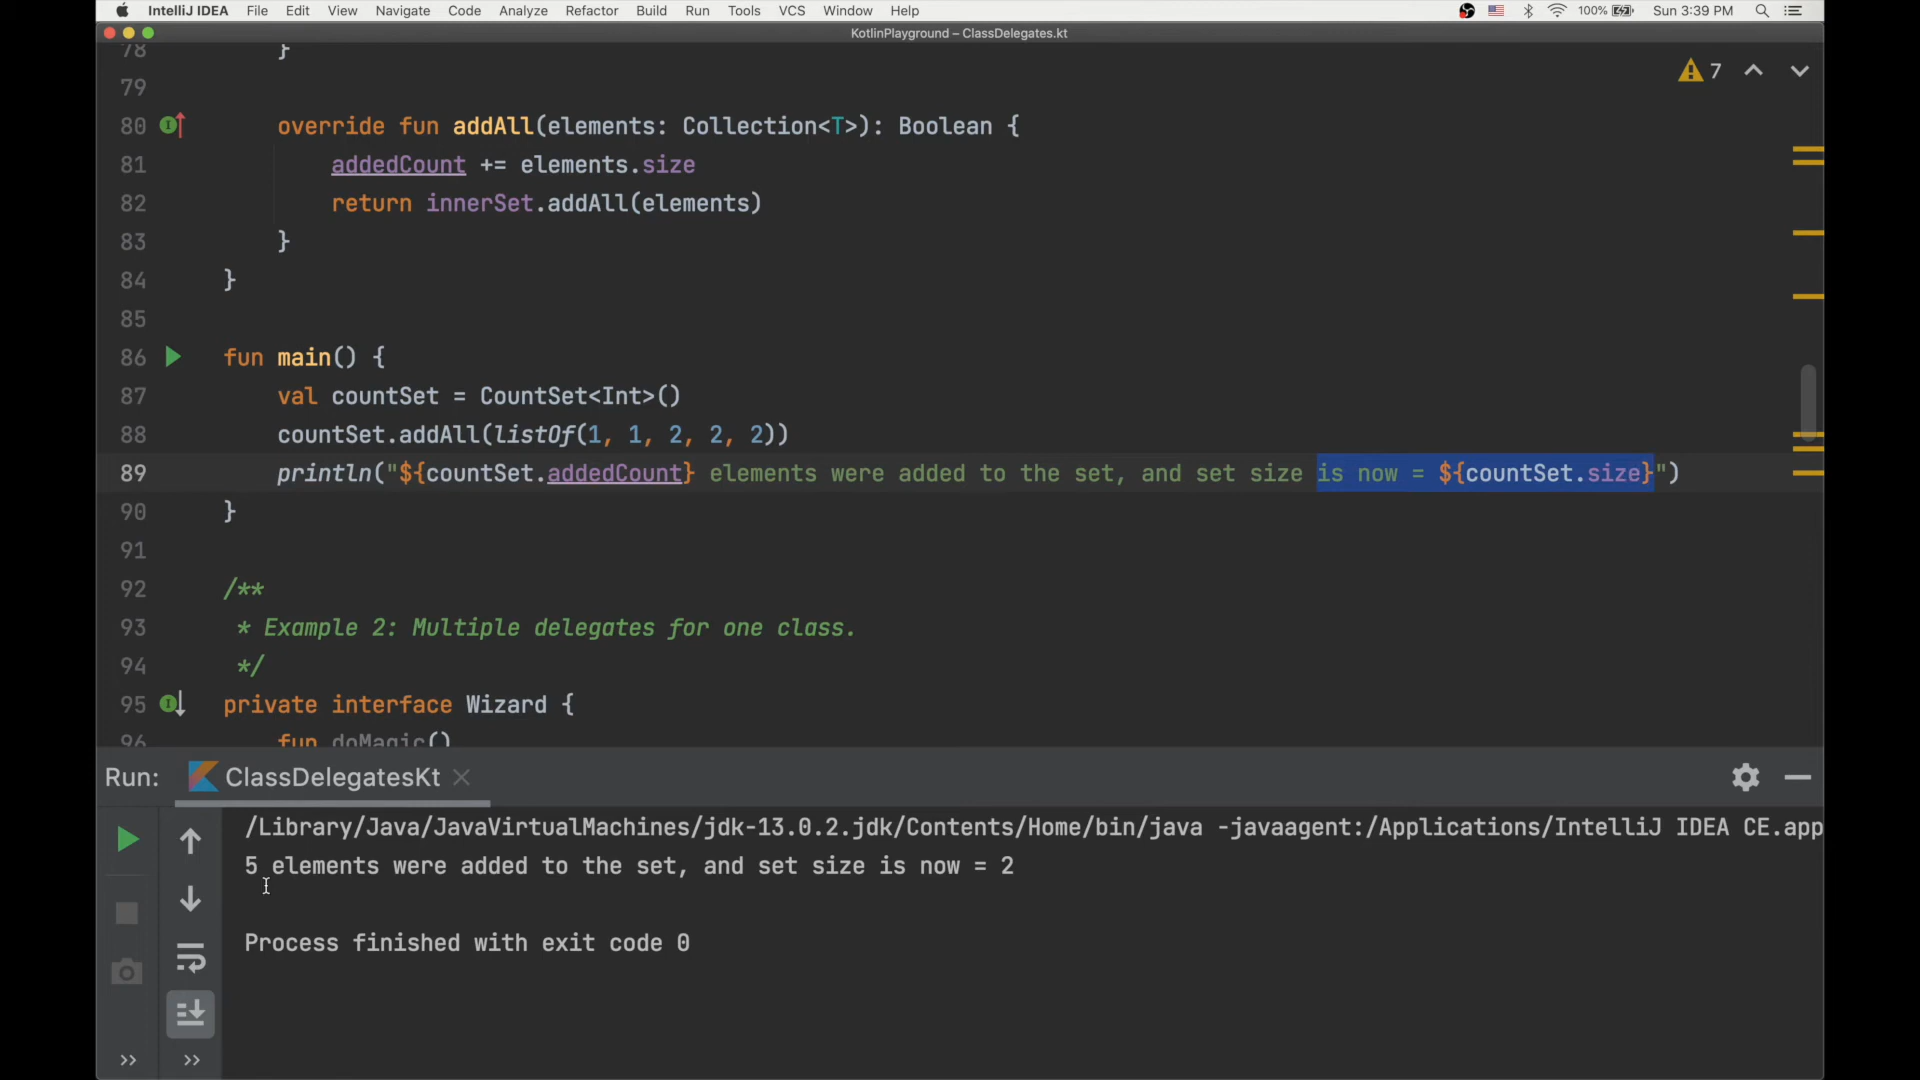 IntelliJ IDEA File Edit View Navigate Code Analyze Refactor Build Run Tools VCS Window Help 100% Sun 3:39 PM
KotlinPlayground – ClassDelegates.kt
78 }
79
7
80 override fun addAll(elements: Collection<T>): Boolean {
81 addedCount += elements.size
82 return innerSet.addAll(elements)
83 }
84 }
85
86 fun main() {
87 val countSet = CountSet<Int>()
88 countSet.addAll(listOf(1, 1, 2, 2, 2))
89 println("${countSet.addedCount} elements were added to the set, and set size is now = ${countSet.size}")
90 }
91
92 /**
93 * Example 2: Multiple delegates for one class.
94 */
95 private interface Wizard {
96 fun doMagic()
Run: ClassDelegatesKt
/Library/Java/JavaVirtualMachines/jdk-13.0.2.jdk/Contents/Home/bin/java -javaagent:/Applications/IntelliJ IDEA CE.app
5 elements were added to the set, and set size is now = 2
Process finished with exit code 0